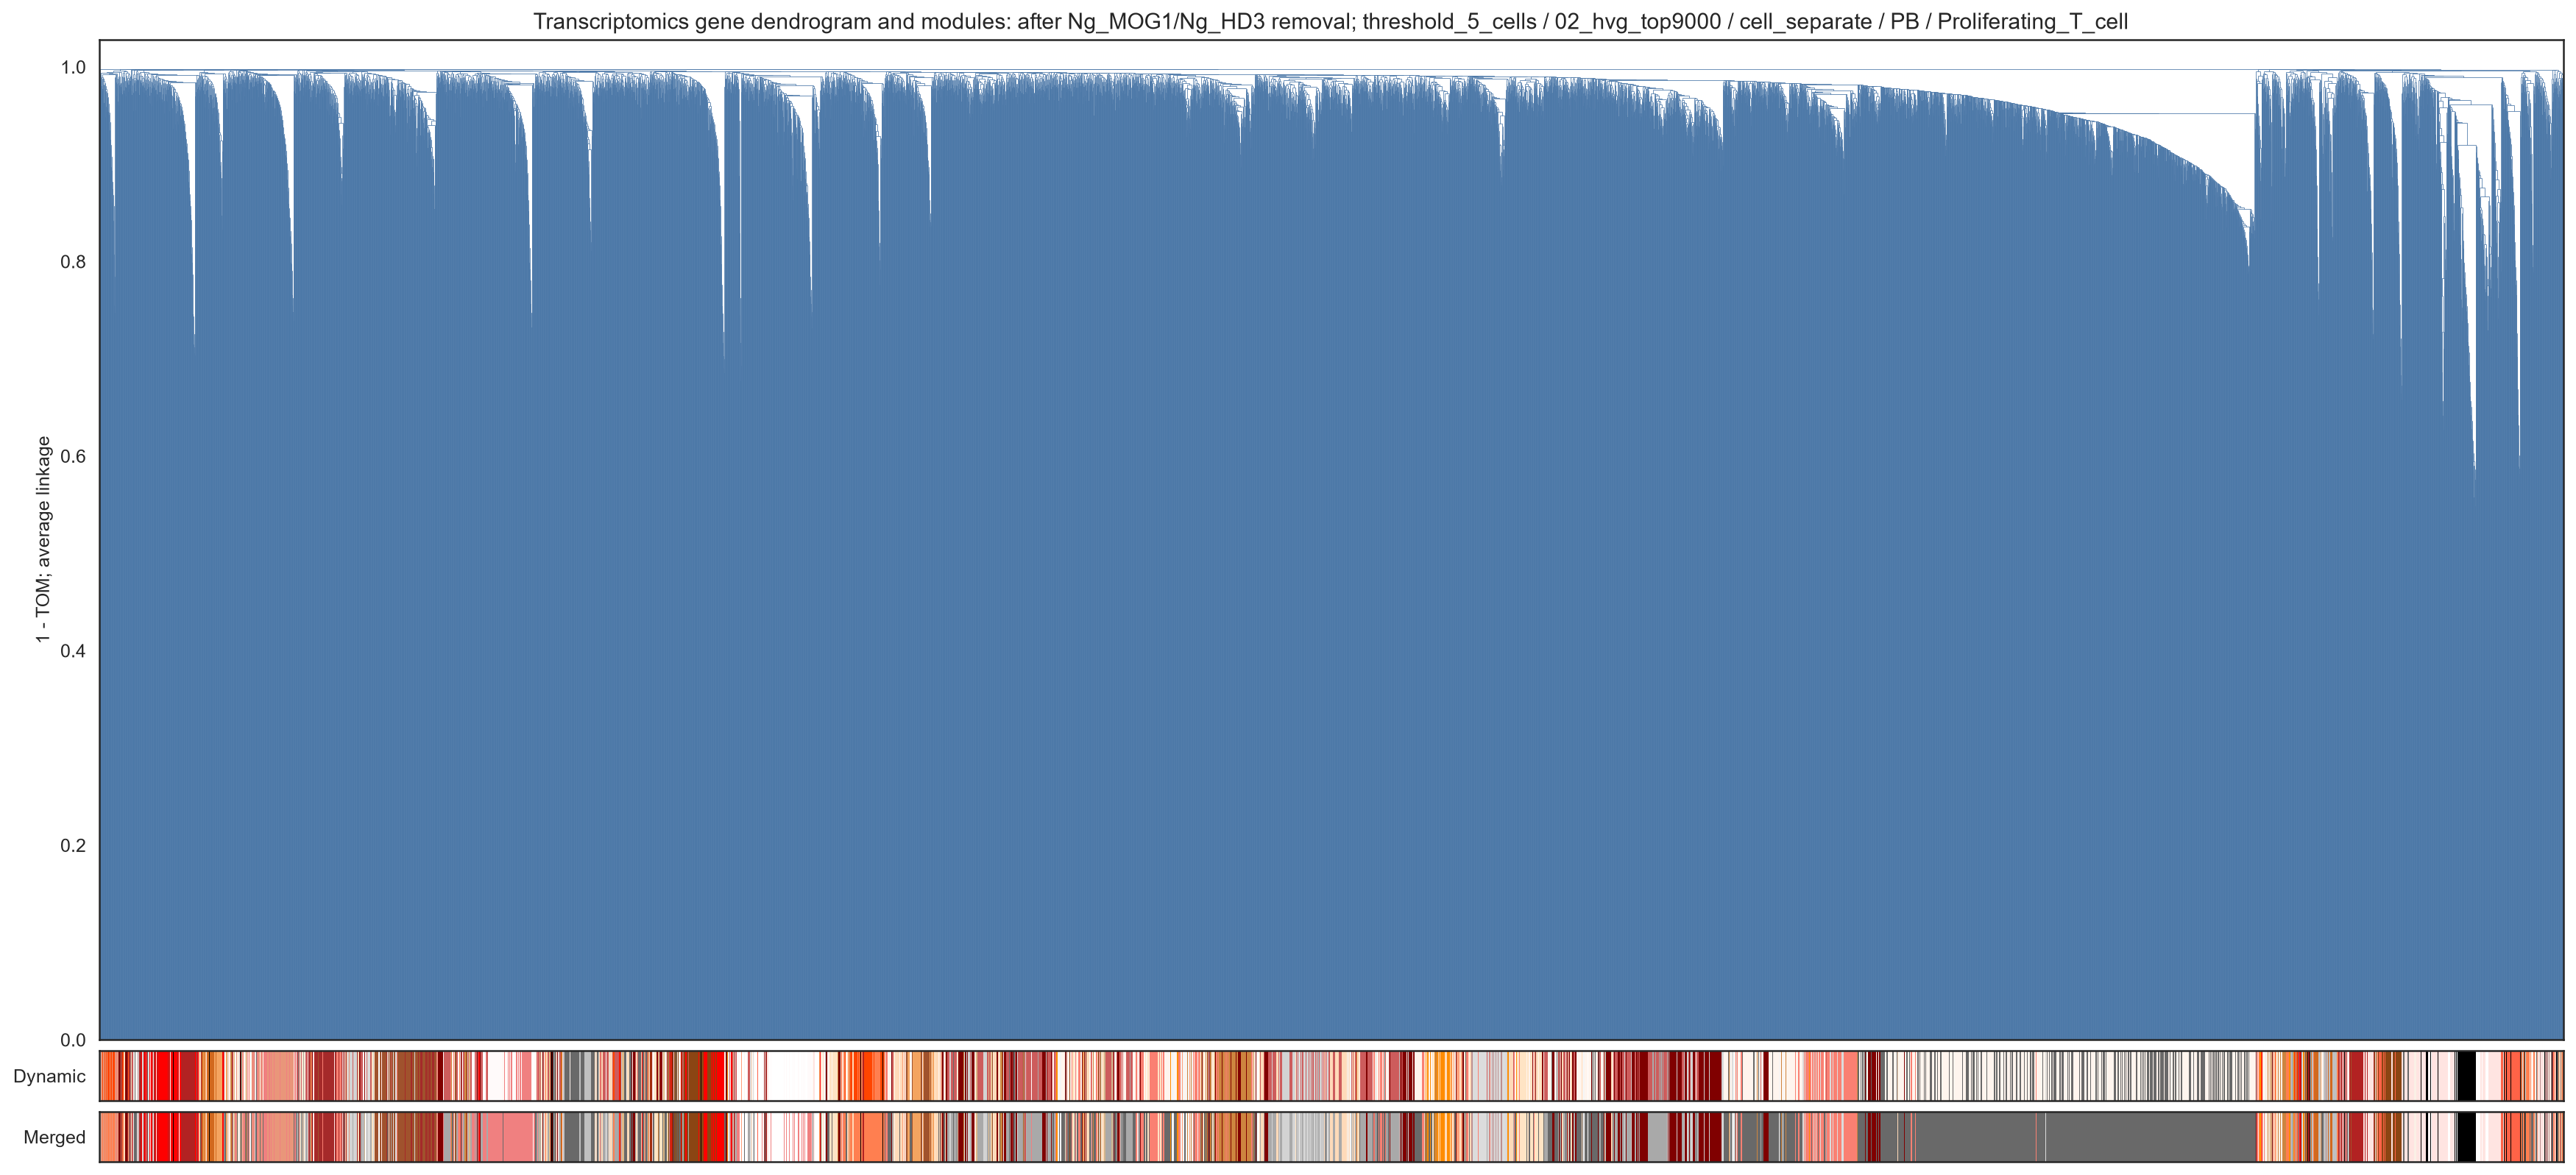 Transcriptomics gene dendrogram and modules: after Ng_MOG1/Ng_HD3 removal; threshold_5_cells / 02_hvg_top9000 / cell_separate / PB / Proliferating_T_cell
1.0
0.8
0.6
0.4
0.2
0.0
1 - TOM; average linkage
Dynamic
Merged